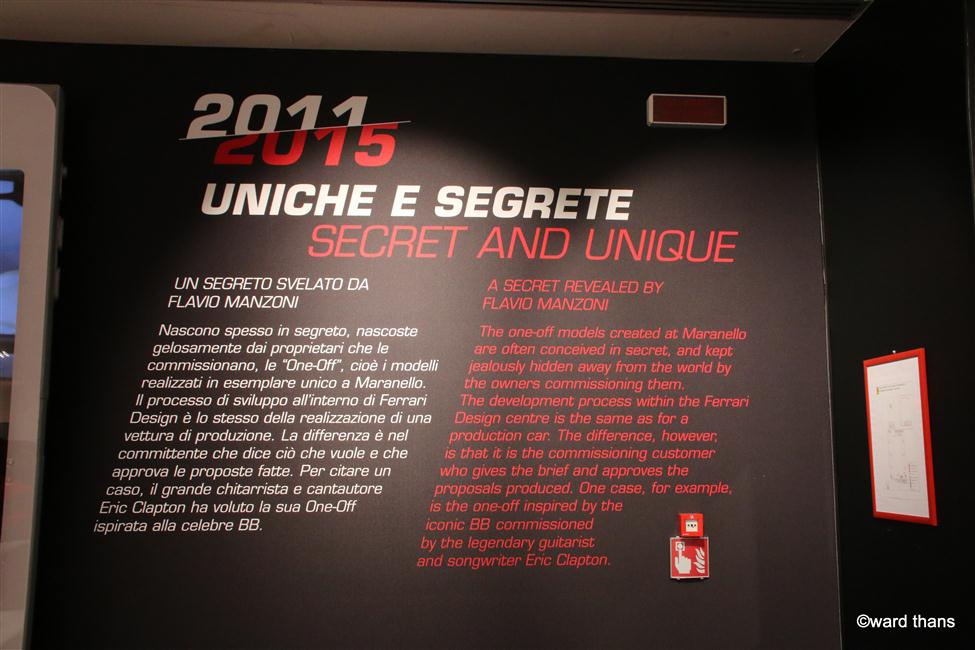 2011
2015
UNICHE E SEGRETE
SECRET AND UNIQUE
UN SEGRETO SVELATO DA
FLAVIO MANZONI
Nascono spesso in segreto, nascoste
gelosamente dai proprietari che le
commissionano, le “One-Off”, cioè i modelli
realizzati in esemplare unico a Maranello.
Il processo di sviluppo all’interno di Ferrari
Design è lo stesso della realizzazione di una
vettura di produzione. La differenza è nel
committente che dice ciò che vuole e che
approva le proposte fatte. Per citare un
caso, il grande chitarrista e cantautore
Eric Clapton ha voluto la sua One-Off
ispirata alla celebre BB.
A SECRET REVEALED BY
FLAVIO MANZONI
The one-off models created at Maranello
are often conceived in secret, and kept
jealously hidden away from the world by
the owners commissioning them.
The development process within the Ferrari
Design centre is the same as for a
production car. The difference, however,
is that it is the commissioning customer
who gives the brief and approves the
proposals produced. One case, for example,
is the one-off inspired by the
iconic BB commissioned
by the legendary guitarist
and songwriter Eric Clapton.
©ward thans